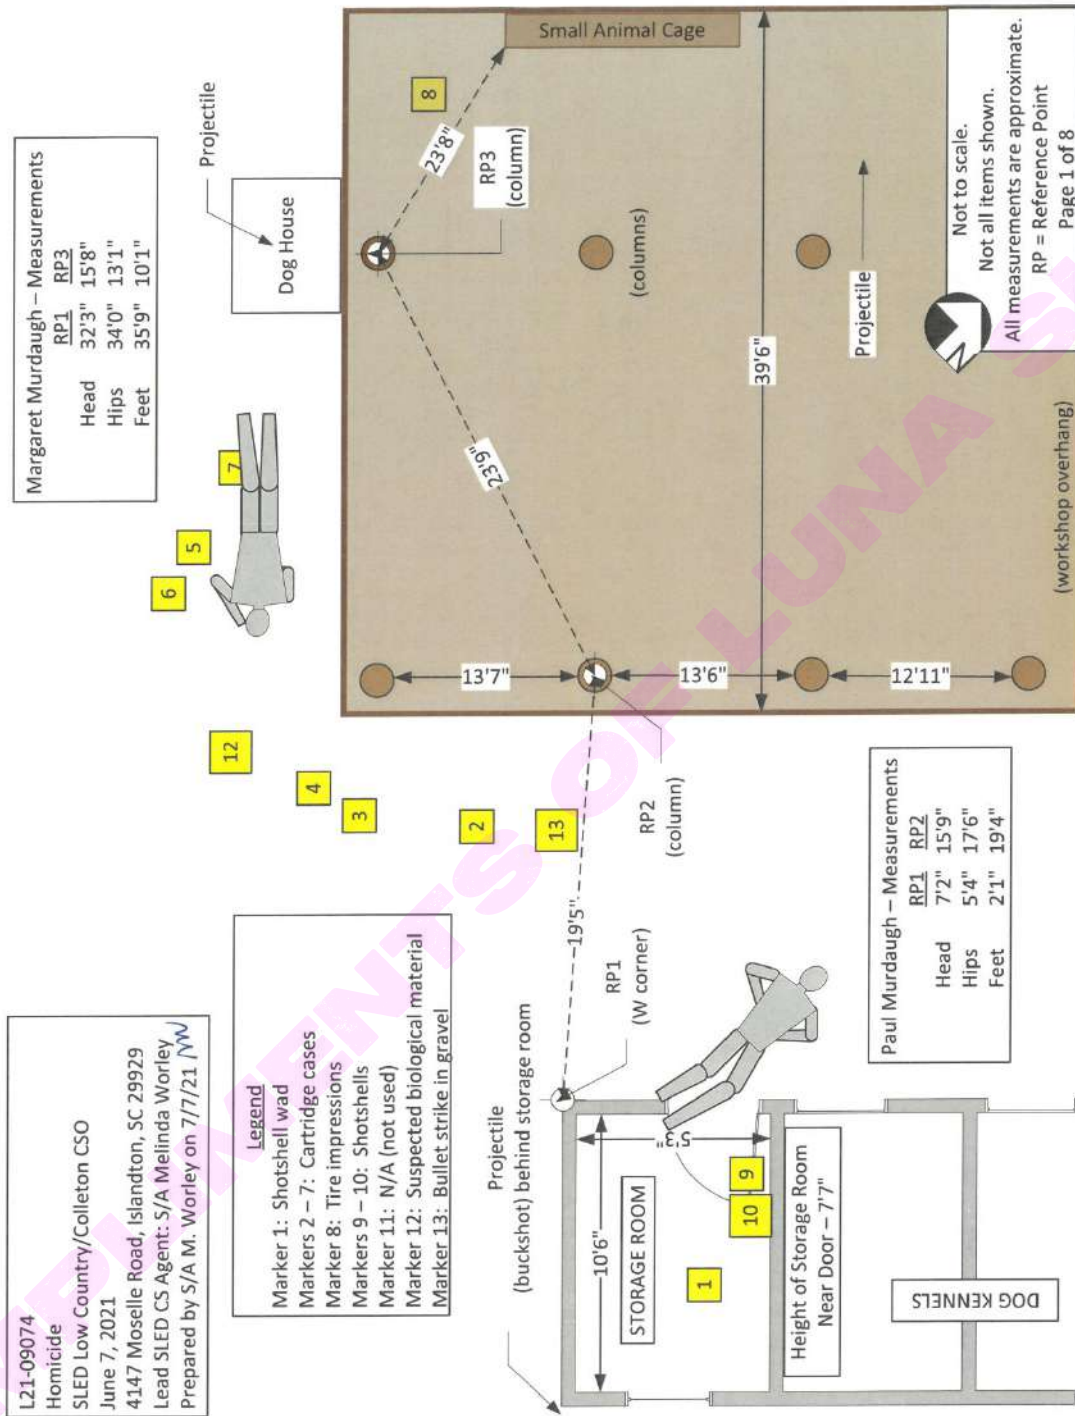 L21-09074
Homicide
SLED Low Country/Colleton CSO
June 7, 2021
4147 Moselle Road, Islandton, SC 29929
Lead SLED CS Agent: S/A Melinda Worley
Prepared by S/A M. Worley on 7/7/21 MW
Legend
Marker 1: Shotshell wad
Markers 2 – 7: Cartridge cases
Marker 8: Tire impressions
Markers 9 – 10: Shotshells
Marker 11: N/A (not used)
Marker 12: Suspected biological material
Marker 13: Bullet strike in gravel
Margaret Murdaugh – Measurements
RP1 RP3
Head 32'3" 15'8"
Hips 34'0" 13'1"
Feet 35'9" 10'1"
Projectile
Dog House
6
5
7
12
4
3
2
13
8
Small Animal Cage
23'8"
RP3
(column)
23'9"
(columns)
39'6"
13'7"
13'6"
12'11"
Projectile
(workshop overhang)
RP2
(column)
19'5"
RP1
(W corner)
Projectile
(buckshot) behind storage room
10'6"
5'3"
STORAGE ROOM
1
10
9
Height of Storage Room
Near Door – 7'7"
DOG KENNELS
Paul Murdaugh – Measurements
RP1 RP2
Head 7'2" 15'9"
Hips 5'4" 17'6"
Feet 2'1" 19'4"
N
Not to scale.
Not all items shown.
All measurements are approximate.
RP = Reference Point
Page 1 of 8
OF LUNA